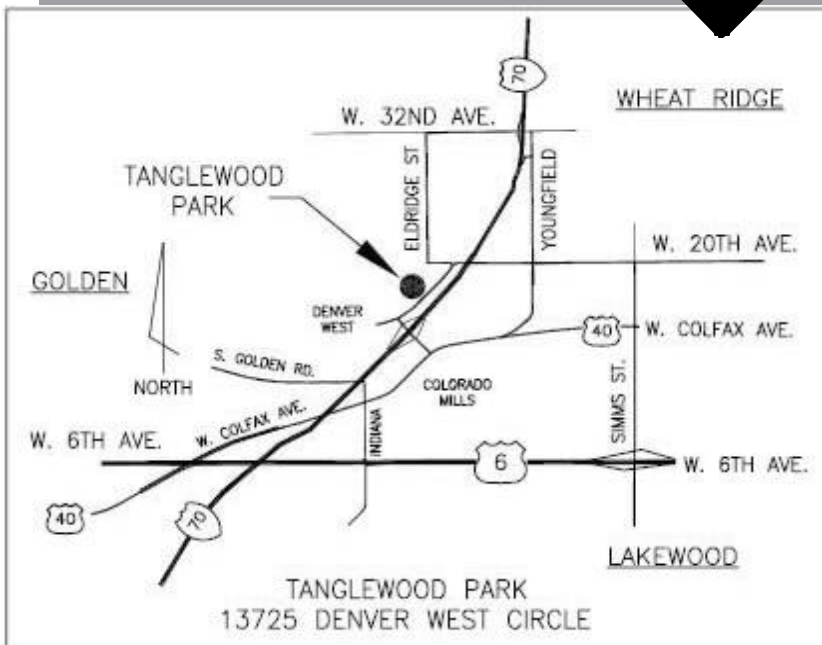 70
WHEAT RIDGE
W. 32ND AVE.
TANGLEWOOD
PARK
ELDRIDGE ST
YOUNGFIELD
W. 20TH AVE.
GOLDEN
DENVER
WEST
40
W. COLFAX AVE.
S. GOLDEN RD.
NORTH
COLORADO
MILLS
SIMMS ST.
W. COLFAX AVE.
INDIANA
W. 6TH AVE.
6
W. 6TH AVE.
40
70
LAKEWOOD
TANGLEWOOD PARK
13725 DENVER WEST CIRCLE